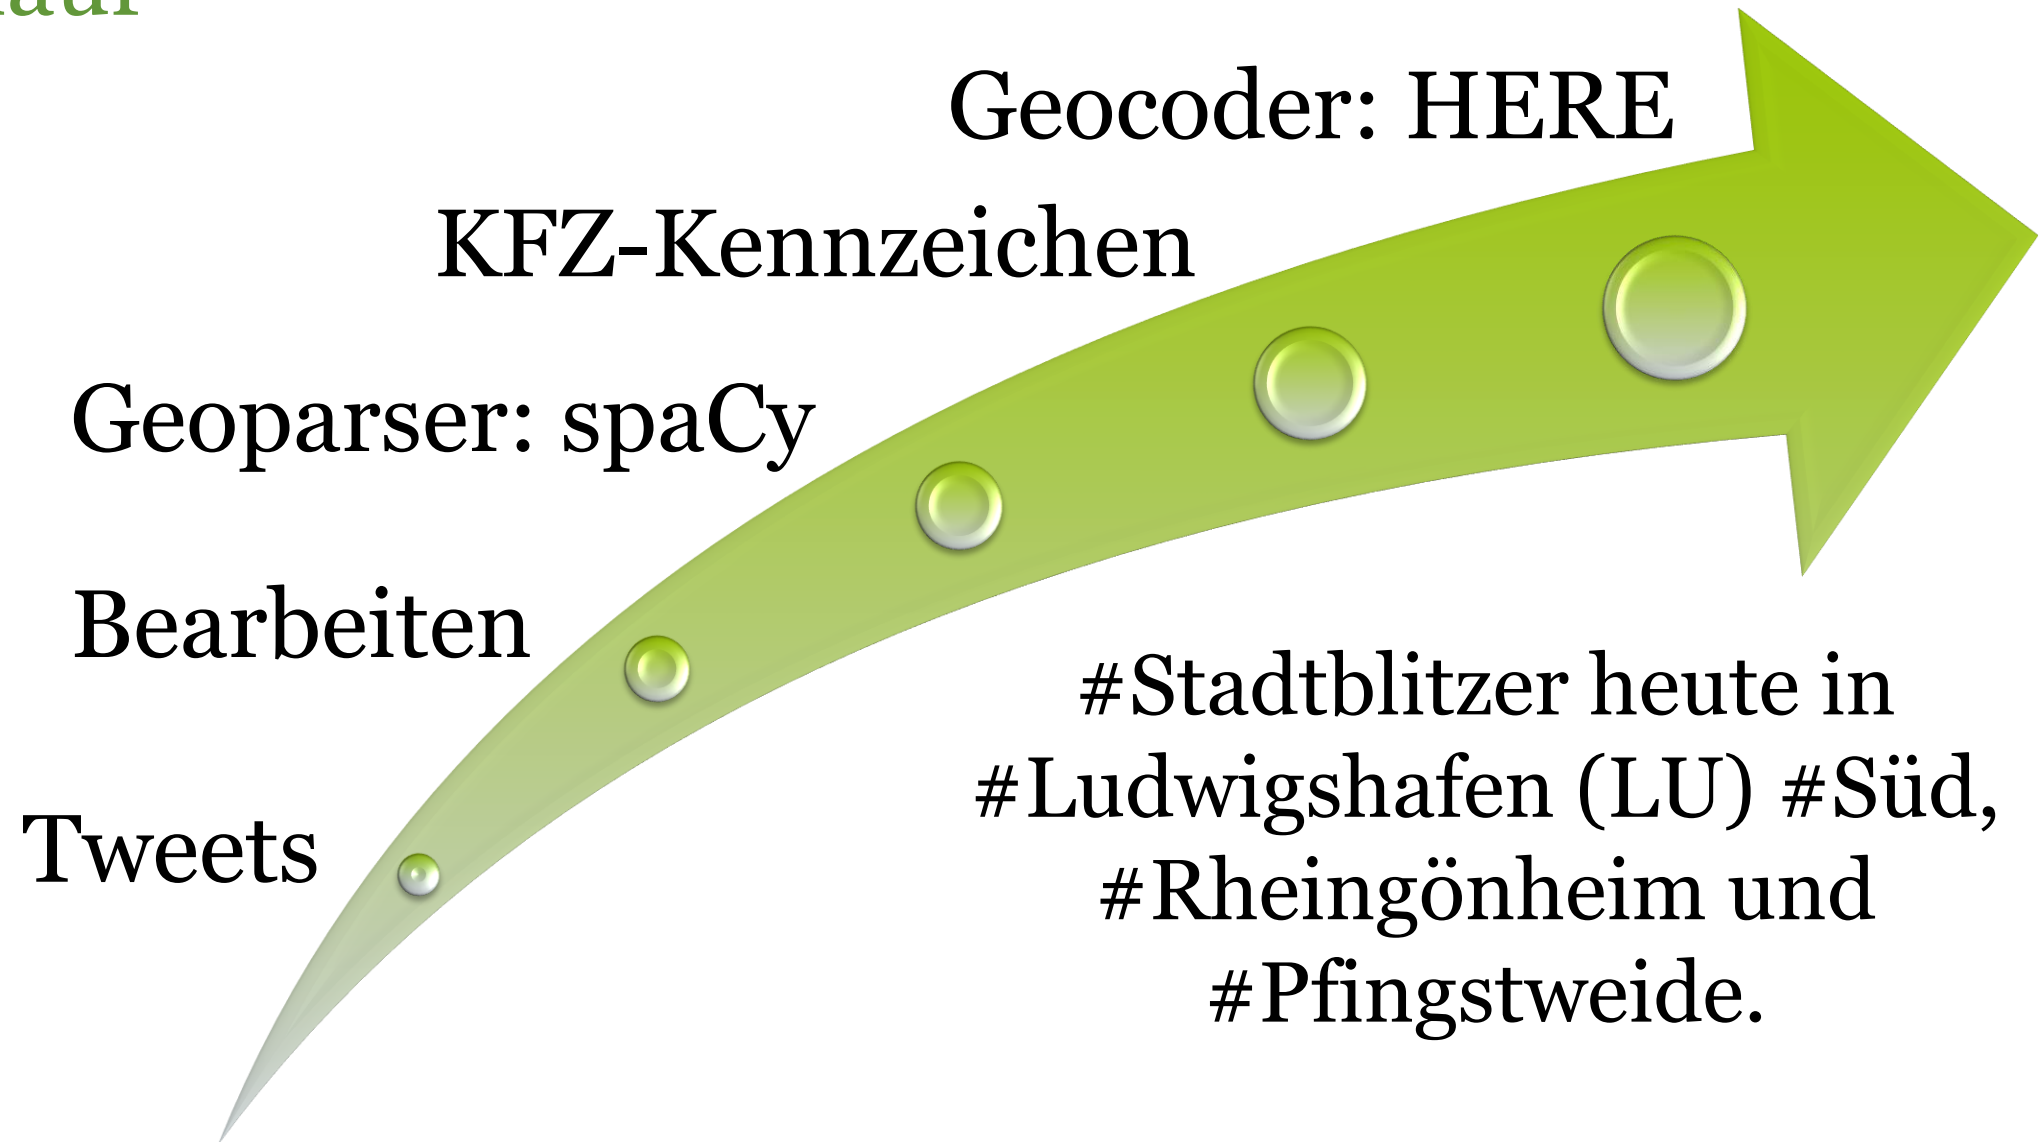 Geocoder: HERE
KFZ-Kennzeichen
Geoparser: spaCy
Bearbeiten
Tweets
#Stadtblitzer heute in
#Ludwigshafen (LU) #Süd,
#Rheingönheim und
#Pfingstweide.